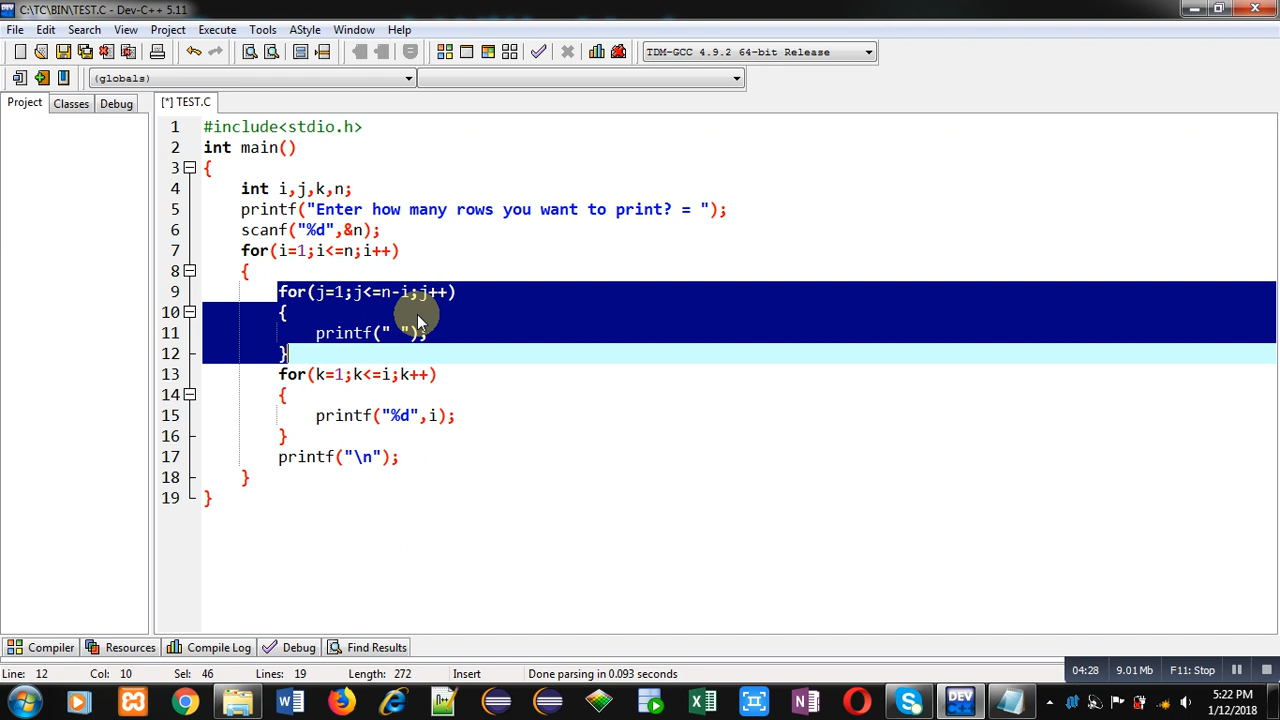 C:\TC\BIN\TEST.C - Dev-C++ 5.11
File Edit Search View Project Execute Tools AStyle Window Help
TDM-GCC 4.9.2 64-bit Release
(globals)
Project Classes Debug [*] TEST.C
1 #include<stdio.h>
2 int main()
3 {
4 int i,j,k,n;
5 printf("Enter how many rows you want to print? = ");
6 scanf("%d",&n);
7 for(i=1;i<=n;i++)
8 {
9 for(j=1;j<=n-i;j++)
10 {
11 printf(" ");
12 }
13 for(k=1;k<=i;k++)
14 {
15 printf("%d",i);
16 }
17 printf("\n");
18 }
19 }
Compiler Resources Compile Log Debug Find Results
Line: 12 Col: 10 Sel: 46 Lines: 19 Length: 272 Insert Done parsing in 0.093 seconds
04:28 9.01 Mb F11: Stop
DEV
5:22 PM
1/12/2018